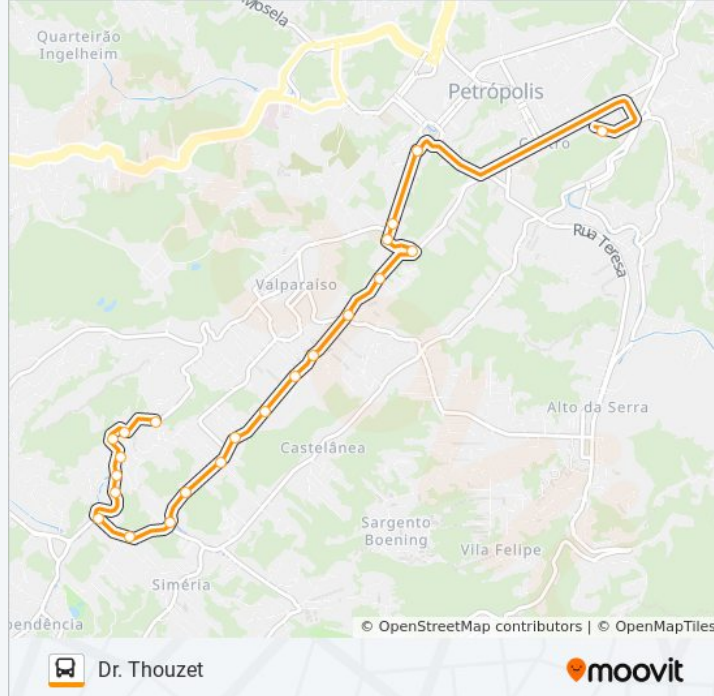 Mosela
Quarteirão
Ingelheim
Petrópolis
Centro
Rua Teresa
Valparaíso
Alto da Serra
Castelânea
Sargento
Boening
Vila Felipe
Siméria
pendência
© OpenStreetMap contributors | © OpenMapTiles
Dr. Thouzet
moovit